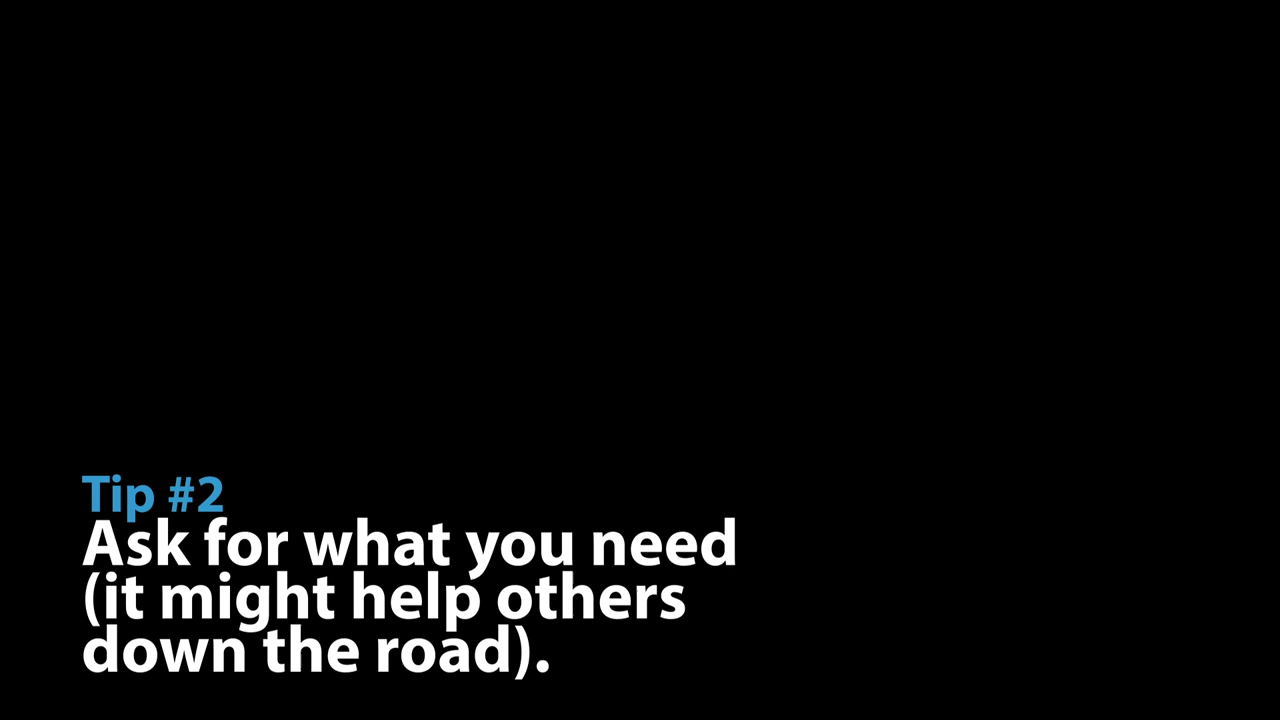 Tip #2
Ask for what you need
(it might help others
down the road).